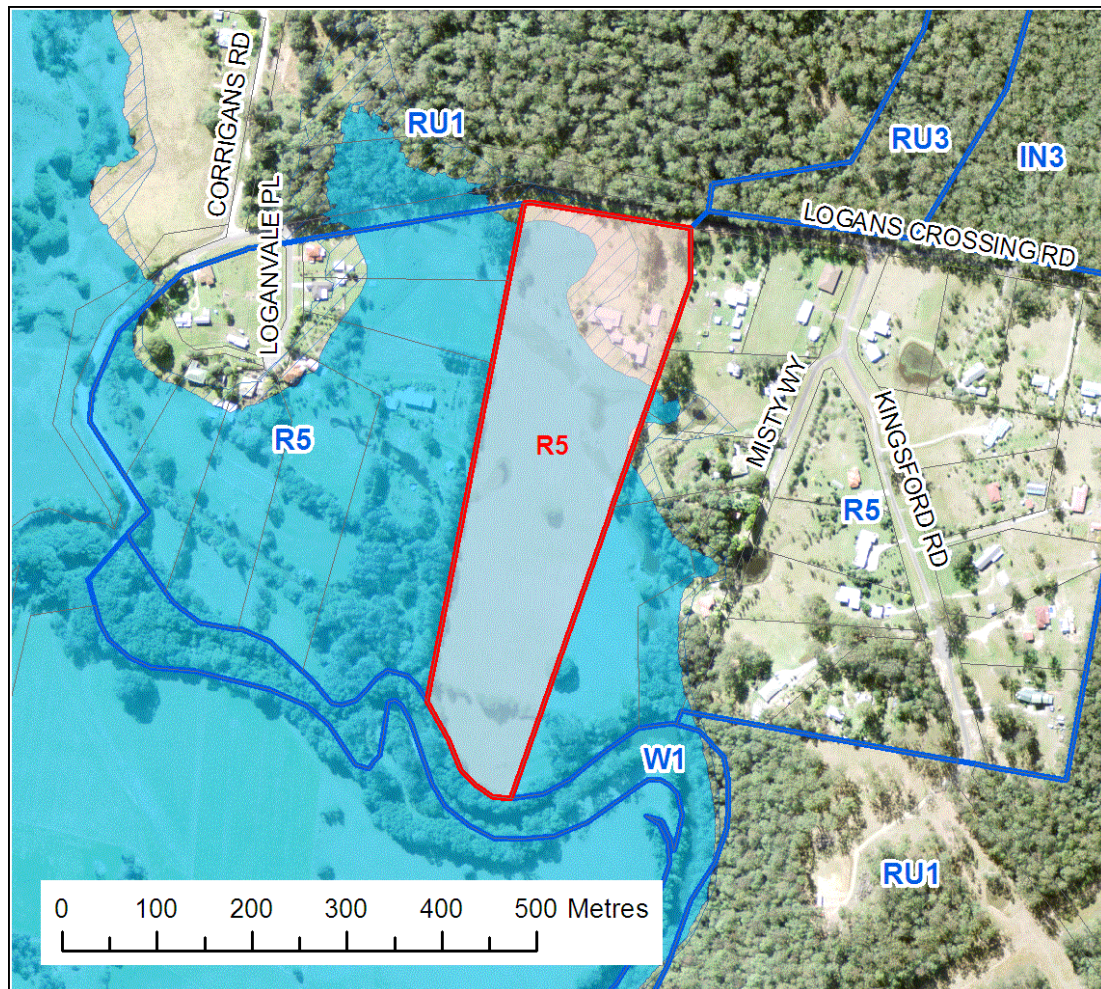 CORRIGANS RD
RU1
RU3
IN3
LOGANVALE PL
LOGANS CROSSING RD
R5
R5
MISTY WY
KINGSFORD RD
R5
W1
RU1
0 100 200 300 400 500 Metres